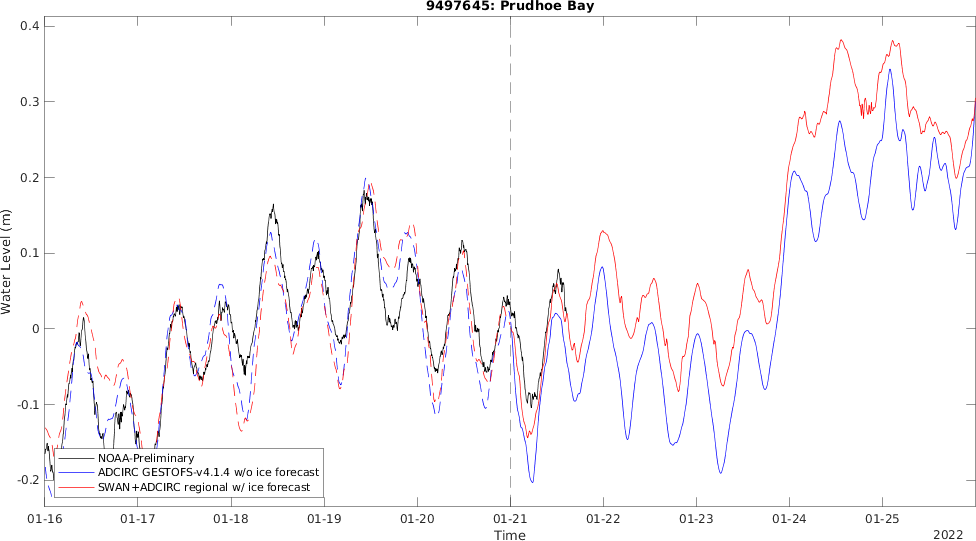 9497645: Prudhoe Bay
Water Level (m)
0.4
0.3
0.2
0.1
0
-0.1
-0.2
NOAA-Preliminary
ADCIRC GESTOFS-v4.1.4 w/o ice forecast
SWAN+ADCIRC regional w/ ice forecast
01-16 01-17 01-18 01-19 01-20 01-21 01-22 01-23 01-24 01-25
Time
2022